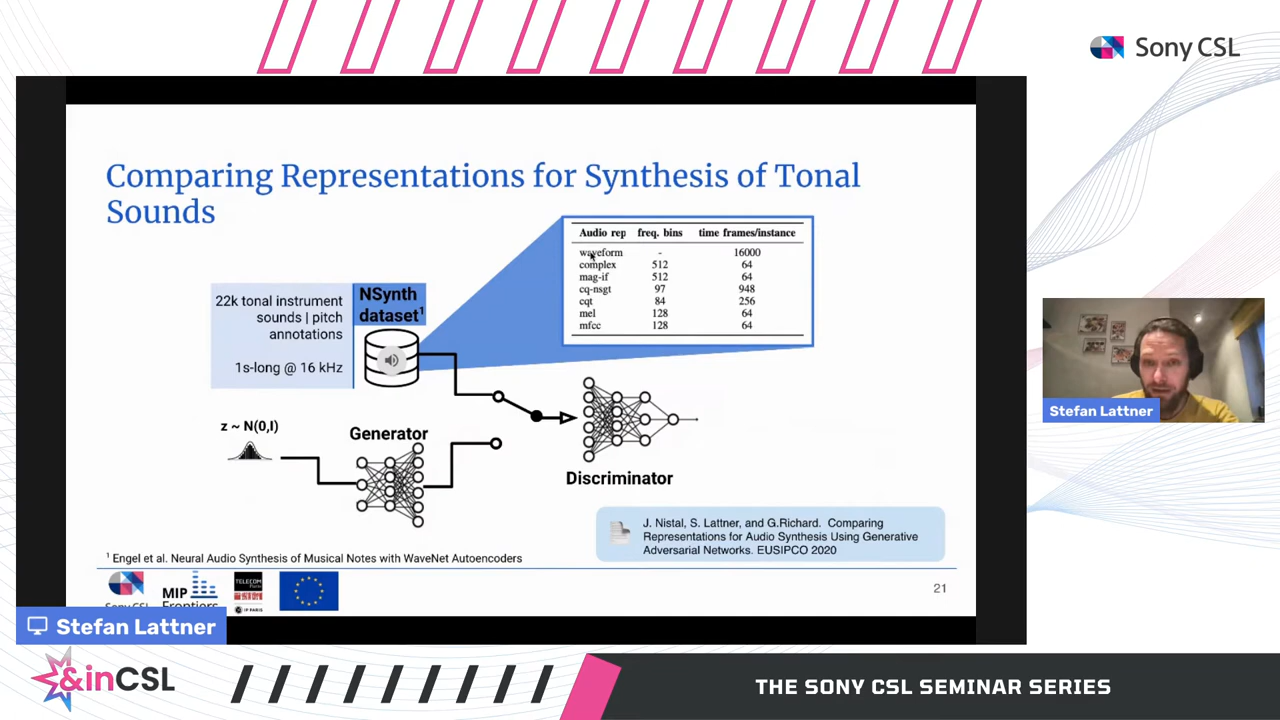 Sony CSL
Comparing Representations for Synthesis of Tonal
Sounds
Audio rep freq. bins time frames/instance
waveform - 16000
complex 512 64
mag-if 512 64
cq-nsgt 97 948
cqt 84 256
mel 128 64
mfcc 128 64
22k tonal instrument
sounds | pitch
annotations
1s-long @ 16 kHz
NSynth
dataset¹
z ~ N(0,I)
Generator
Discriminator
J. Nistal, S. Lattner, and G.Richard. Comparing
Representations for Audio Synthesis Using Generative
Adversarial Networks. EUSIPCO 2020
¹ Engel et al. Neural Audio Synthesis of Musical Notes with WaveNet Autoencoders
MIP
Frontiers
TELECOM
Paris
IP PARIS
21
Stefan Lattner
Stefan Lattner
&inCSL
THE SONY CSL SEMINAR SERIES